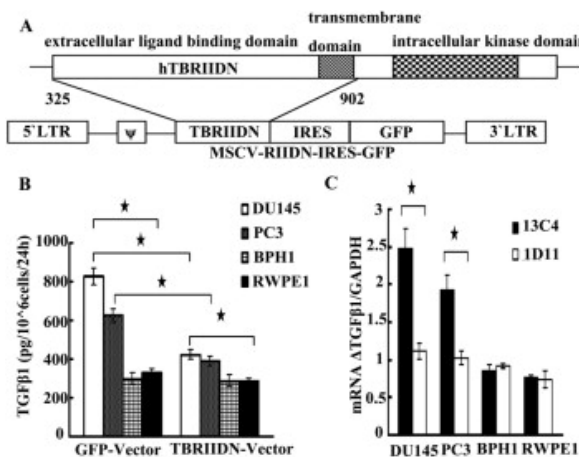 A
transmembrane
extracellular ligand binding domain
domain
intracellular kinase domain
hTBRIIDN
325
902
5`LTR
ψ
TBRIIDN
IRES
GFP
3`LTR
MSCV-RIIDN-IRES-GFP
B
DU145
PC3
BPH1
RWPE1
TGFβ1 (pg/10^6cells/24h)
1000
800
600
400
200
0
GFP-Vector
TBRIIDN-Vector
C
13C4
1D11
mRNA ΔTGFβ1/GAPDH
3
2.5
2
1.5
1
0.5
0
DU145
PC3
BPH1
RWPE1